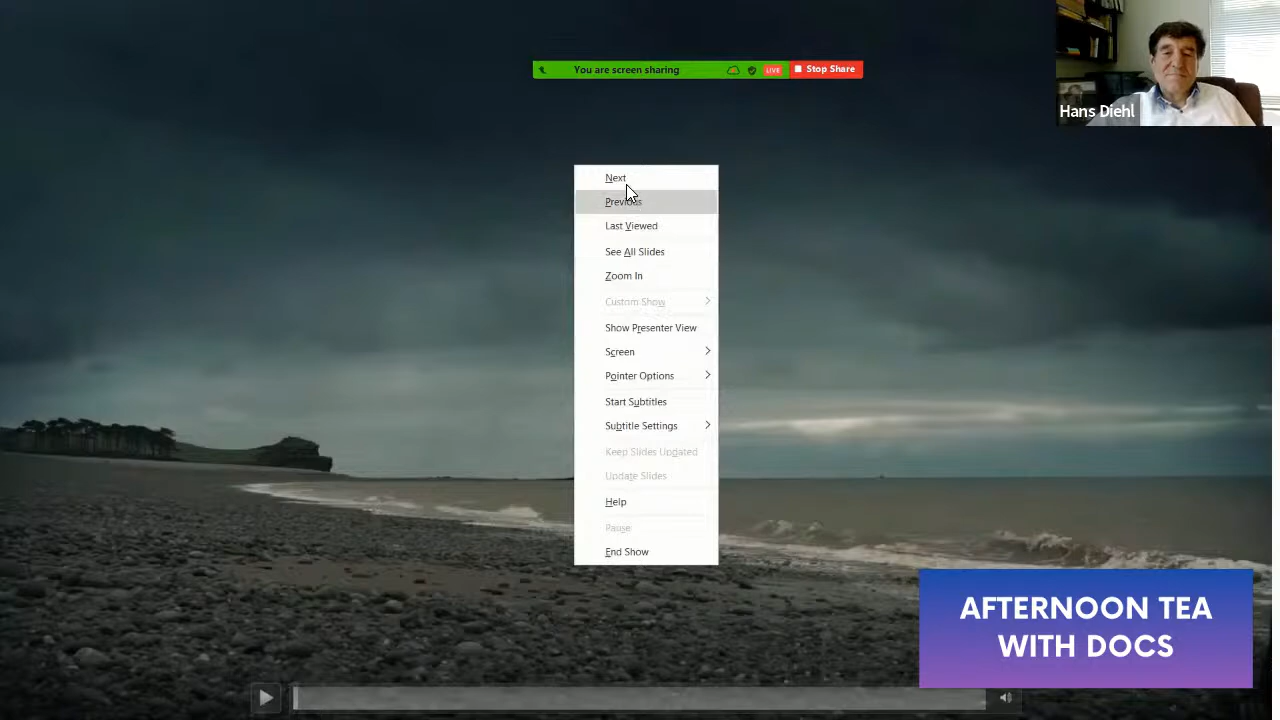 You are screen sharing
LIVE
Stop Share
Hans Diehl
Next
Previous
Last Viewed
See All Slides
Zoom In
Custom Show
Show Presenter View
Screen
Pointer Options
Start Subtitles
Subtitle Settings
Keep Slides Updated
Update Slides
Help
Pause
End Show
AFTERNOON TEA
WITH DOCS